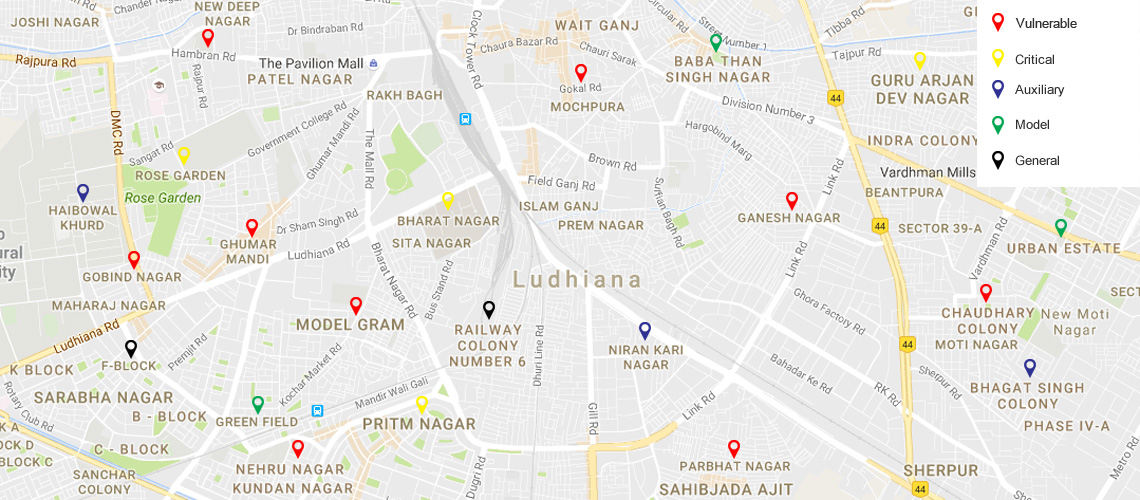 JOSHI NAGAR
NEW DEEP
NAGAR
Dr Bindraban Rd
Hambran Rd
Rajpura Rd
Rajpur Rd
The Pavilion Mall
PATEL NAGAR
RAKH BAGH
Clock Tower Rd
Chaura Bazar Rd
WAIT GANJ
Chauri Sarak
Gokal Rd
MOCHPURA
Street Number 1
BABA THAN
SINGH NAGAR
Tibba Rd
Tajpur Rd
GURU ARJAN
DEV NAGAR
44
Division Number 3
Hargobind Marg
INDRA COLONY
Vardhman Mills
Vulnerable
Critical
Auxiliary
Model
General
DMC Rd
Sangat Rd
ROSE GARDEN
Rose Garden
Government College Rd
Ghumar Mandi Rd
The Mall Rd
Brown Rd
Field Ganj Rd
ISLAM GANJ
PREM NAGAR
Suffian Bagh Rd
GANESH NAGAR
Link Rd
BEANTPURA
44
SECTOR 39-A
Vardhman Rd
URBAN ESTATE
HAIBOWAL
KHURD
GHUMAR
MANDI
Dr Sham Singh Rd
Ludhiana Rd
BHARAT NAGAR
SITA NAGAR
Bharat Nagar Rd
Bus Stand Rd
Ludhiana
Link Rd
GOBIND NAGAR
MAHARAJ NAGAR
Ludhiana Rd
MODEL GRAM
RAILWAY
COLONY
NUMBER 6
Dhuri Line Rd
NIRAN KARI
NAGAR
Ghora Factory Rd
CHAUDHARY
COLONY
MOTI NAGAR
New Moti
Nagar
SECT
44
Bahadar Ke Rd
RK Rd
Sherpur Rd
BHAGAT SINGH
COLONY
PHASE IV-A
Metro Rd
F BLOCK
F-BLOCK
Premjit Rd
SARABHA NAGAR
Rotary Club Rd
B - BLOCK
C - BLOCK
GREEN FIELD
Kochar Market Rd
Mandir Wali Gali
PRITM NAGAR
Gill Rd
Link Rd
K A
CK D
BLOCK C
SANCHAR
COLONY
NEHRU NAGAR
KUNDAN NAGAR
Dugri Rd
PARBHAT NAGAR
SAHIBJADA AJIT
SHERPUR
44